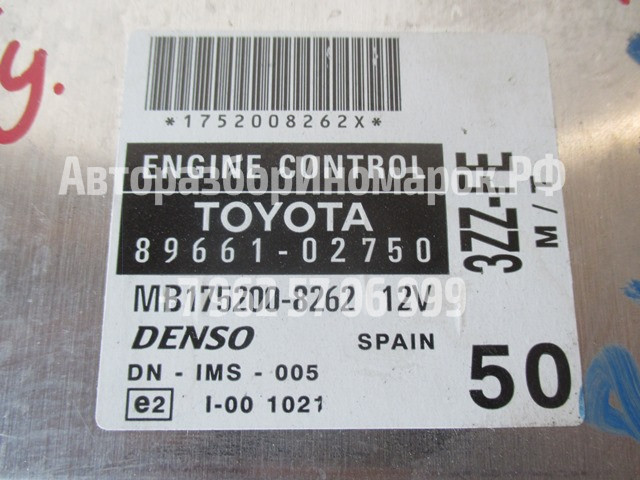 у.
*1752008262X*
ENGINE CONTROL
Авторазборикномарок.РФ
TOYOTA
89661-02750
3ZZ-FE
M/T
MB175200-8262 12V
DENSO
SPAIN
DN - IMS - 005
50
e2 I-00 1021